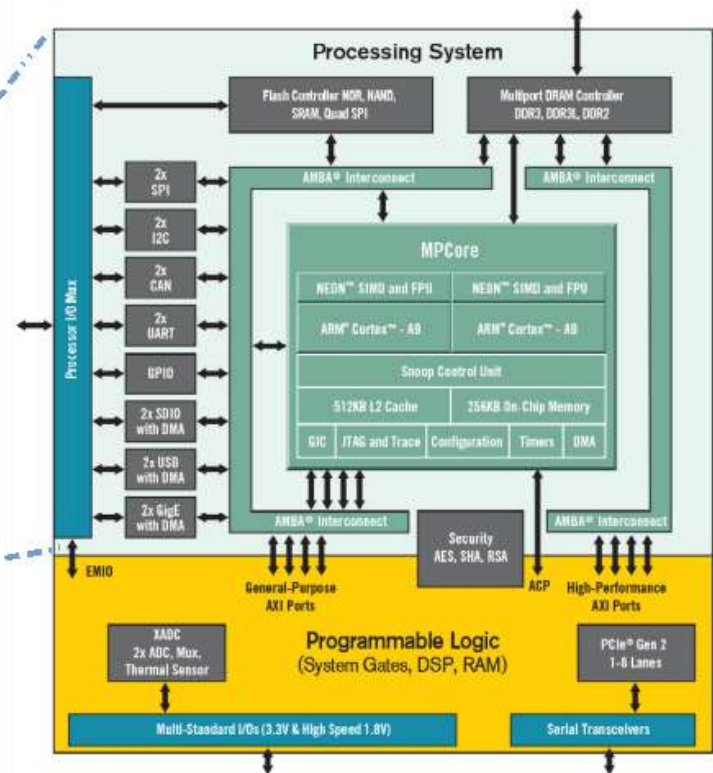 Processing System
Flash Controller NOR, NAND,
SRAM, Quad SPI
Multiport DRAM Controller
DDR3, DDR3L, DDR2
Processor I/O Mux
2x
SPI
2x
I2C
2x
CAN
2x
UART
GPIO
2x SDIO
with DMA
2x USB
with DMA
2x GigE
with DMA
AMBA® Interconnect
AMBA® Interconnect
MPCore
NEON™ SIMD and FPU
NEON™ SIMD and FPU
ARM® Cortex™ - A9
ARM® Cortex™ - A9
Snoop Control Unit
512KB L2 Cache
256KB On-Chip Memory
GIC
JTAG and Trace
Configuration
Timers
DMA
AMBA® Interconnect
AMBA® Interconnect
Security
AES, SHA, RSA
EMIO
General-Purpose
AXI Ports
ACP
High-Performance
AXI Ports
XADC
2x ADC, Mux,
Thermal Sensor
Programmable Logic
(System Gates, DSP, RAM)
PCIe® Gen 2
1-8 Lanes
Multi-Standard I/Os (3.3V & High Speed 1.8V)
Serial Transceivers